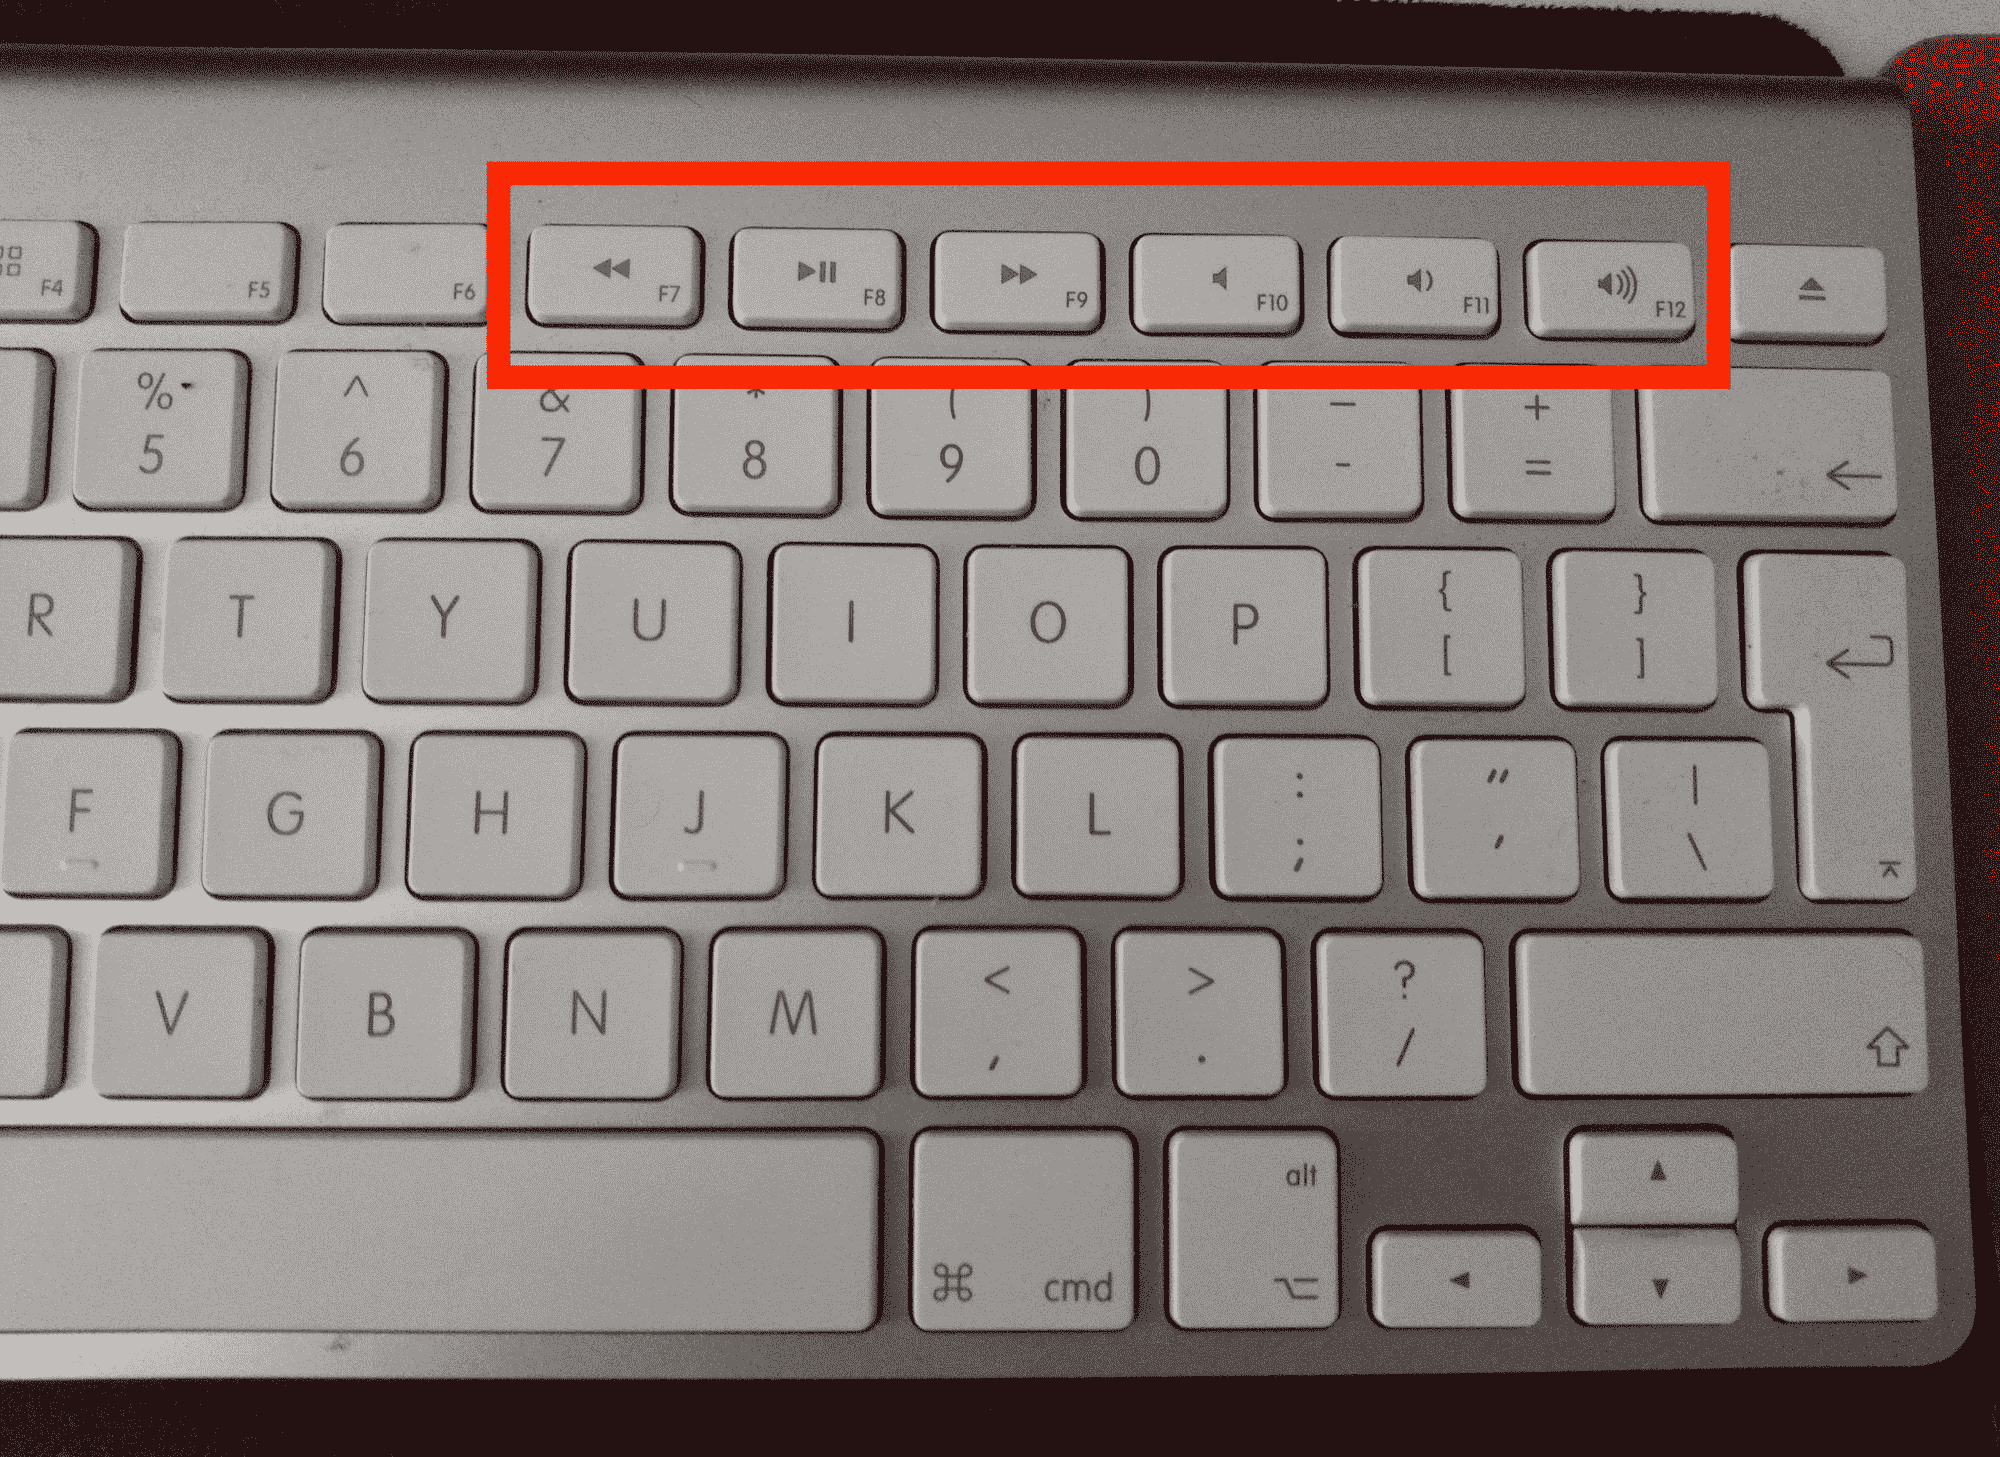 F4 F5 F6 F7 F8 F9 F10 F11 F12
% ^ & * ( ) — +
5 6 7 8 9 0 - =
R T Y U I O P { }
[ ]
F G H J K L : " |
; ' \
V B N M < > ?
, . /
alt
⌘ cmd ⌥